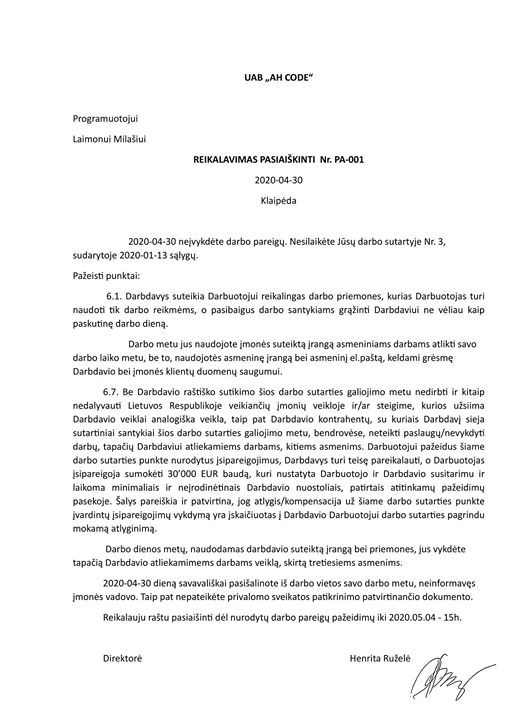 UAB „AH CODE“
Programuotojui
Laimonui Milašiui
REIKALAVIMAS PASIAIŠKINTI Nr. PA-001
2020-04-30
Klaipėda
2020-04-30 neįvykdėte darbo pareigų. Nesilaikėte Jūsų darbo sutartyje Nr. 3,
sudarytoje 2020-01-13 sąlygų.
Pažeisti punktai:
6.1. Darbdavys suteikia Darbuotojui reikalingas darbo priemones, kurias Darbuotojas turi
naudoti tik darbo reikmėms, o pasibaigus darbo santykiams grąžinti Darbdaviui ne vėliau kaip
paskutinę darbo dieną.
Darbo metu jus naudojote įmonės suteiktą įrangą asmeniniams darbams atlikti savo
darbo laiko metu, be to, naudojotės asmeninę įrangą bei asmeninį el.paštą, keldami grėsmę
Darbdavio bei įmonės klientų duomenų saugumui.
6.7. Be Darbdavio raštiško sutikimo šios darbo sutarties galiojimo metu nedirbti ir kitaip
nedalyvauti Lietuvos Respublikoje veikiančių įmonių veikloje ir/ar steigime, kurios užsiima
Darbdavio veiklai analogiška veikla, taip pat Darbdavio kontrahentų, su kuriais Darbdavį sieja
sutartiniai santykiai šios darbo sutarties galiojimo metu, bendrovėse, neteikti paslaugų/nevykdyti
darbų, tapačių Darbdaviui atliekamiems darbams, kitiems asmenims. Darbuotojui pažeidus šiame
darbo sutarties punkte nurodytus įsipareigojimus, Darbdavys turi teisę pareikalauti, o Darbuotojas
įsipareigoja sumokėti 30’000 EUR baudą, kuri nustatyta Darbuotojo ir Darbdavio susitarimu ir
laikoma minimaliais ir neįrodinėtinais Darbdavio nuostoliais, patirtais atitinkamų pažeidimų
pasekoje. Šalys pareiškia ir patvirtina, jog atlygis/kompensacija už šiame darbo sutarties punkte
įvardintų įsipareigojimų vykdymą yra įskaičiuotas į Darbdavio Darbuotojui darbo sutarties pagrindu
mokamą atlyginimą.
Darbo dienos metų, naudodamas darbdavio suteiktą įrangą bei priemones, jus vykdėte
tapačią Darbdavio atliekamimems darbams veiklą, skirtą tretiesiems asmenims.
2020-04-30 dieną savavališkai pasišalinote iš darbo vietos savo darbo metu, neinformavęs
įmonės vadovo. Taip pat nepateikėte privalomo sveikatos patikrinimo patvirtinančio dokumento.
Reikalauju raštu pasiaišinti dėl nurodytų darbo pareigų pažeidimų iki 2020.05.04 - 15h.
Direktorė Henrita Ruželė